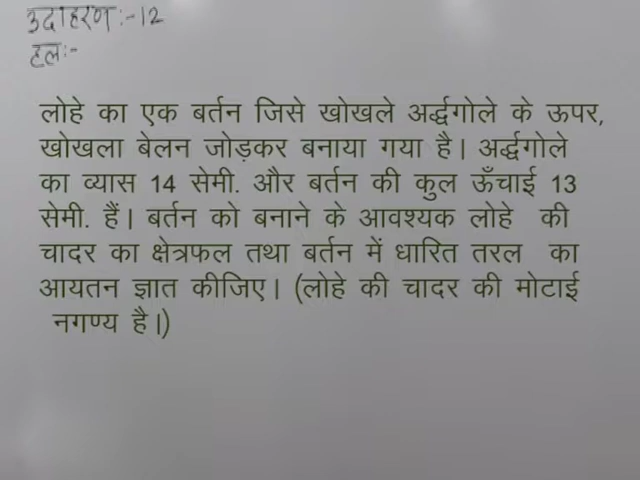 उदाहरण:-12
हल:-
लोहे का एक बर्तन जिसे खोखले अर्द्धगोले के ऊपर,
खोखला बेलन जोड़कर बनाया गया है। अर्द्धगोले
का व्यास 14 सेमी. और बर्तन की कुल ऊँचाई 13
सेमी. हैं। बर्तन को बनाने के आवश्यक लोहे की
चादर का क्षेत्रफल तथा बर्तन में धारित तरल का
आयतन ज्ञात कीजिए। (लोहे की चादर की मोटाई
नगण्य है।)